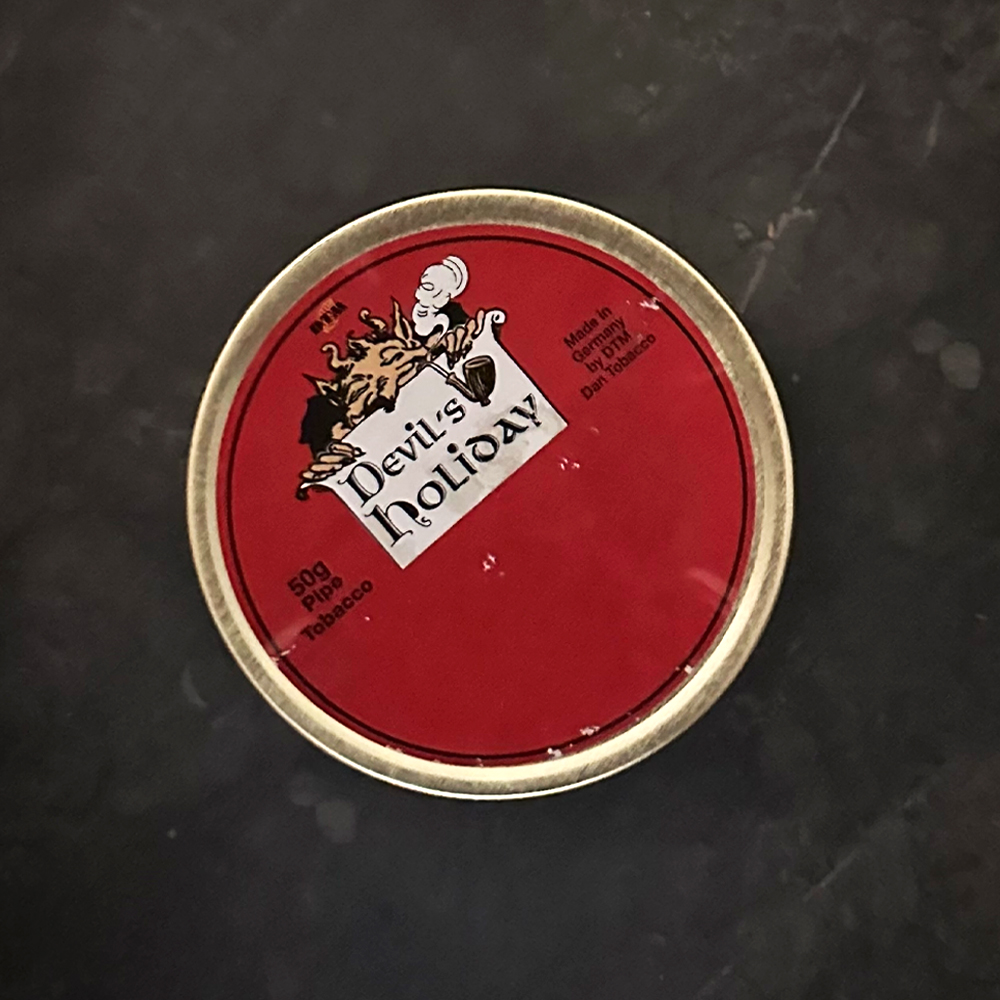 DTM
Devil's
holiday
Made in
Germany
by DTM
Dan Tobacco
50g
Pipe
Tobacco